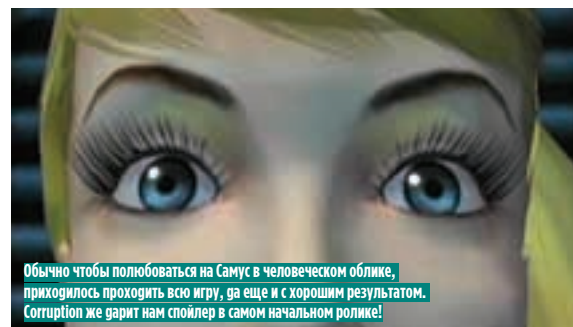 Обычно чтобы полюбоваться на Самус в человеческом облике,
приходилось проходить всю игру, да еще и с хорошим результатом.
Corruption же дарит нам спойлер в самом начальном ролике!